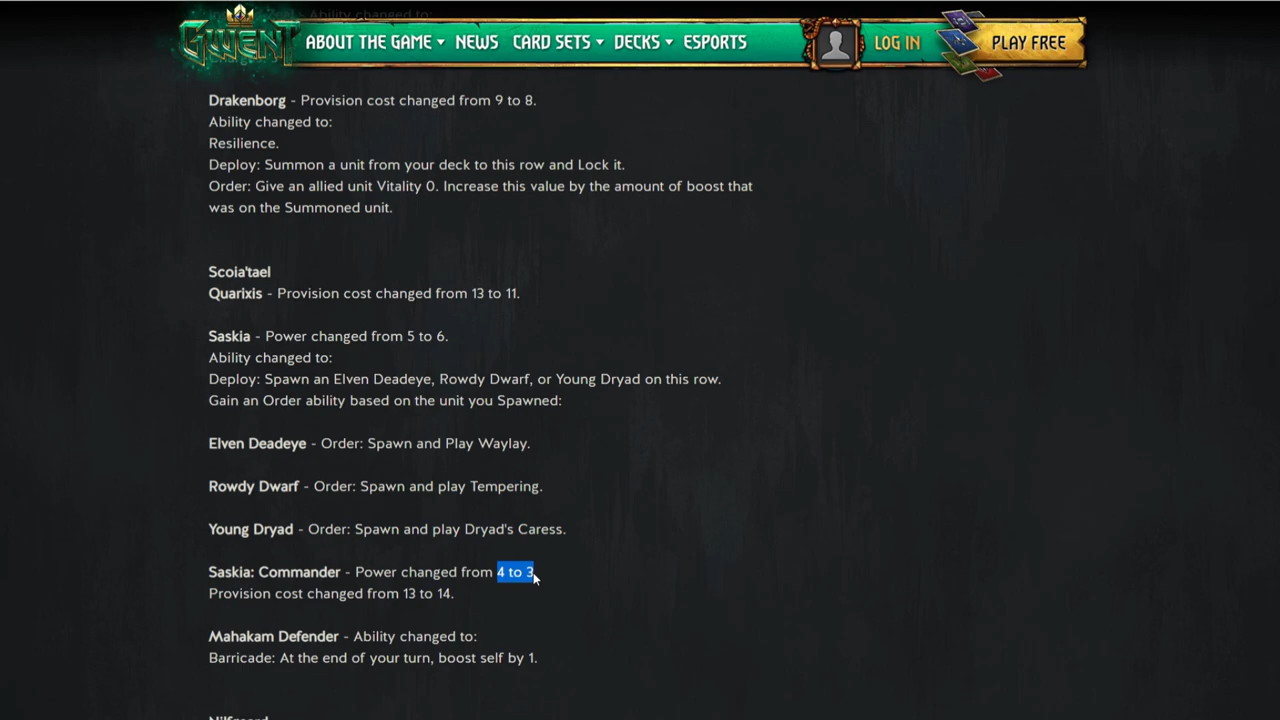 - Ability changed to:
GWENT
ABOUT THE GAME
NEWS
CARD SETS
DECKS
ESPORTS
LOG IN
PLAY FREE
Drakenborg - Provision cost changed from 9 to 8.
Ability changed to:
Resilience.
Deploy: Summon a unit from your deck to this row and Lock it.
Order: Give an allied unit Vitality 0. Increase this value by the amount of boost that
was on the Summoned unit.
Scoia'tael
Quarixis - Provision cost changed from 13 to 11.
Saskia - Power changed from 5 to 6.
Ability changed to:
Deploy: Spawn an Elven Deadeye, Rowdy Dwarf, or Young Dryad on this row.
Gain an Order ability based on the unit you Spawned:
Elven Deadeye - Order: Spawn and Play Waylay.
Rowdy Dwarf - Order: Spawn and play Tempering.
Young Dryad - Order: Spawn and play Dryad's Caress.
Saskia: Commander - Power changed from 4 to 3
Provision cost changed from 13 to 14.
Mahakam Defender - Ability changed to:
Barricade: At the end of your turn, boost self by 1.